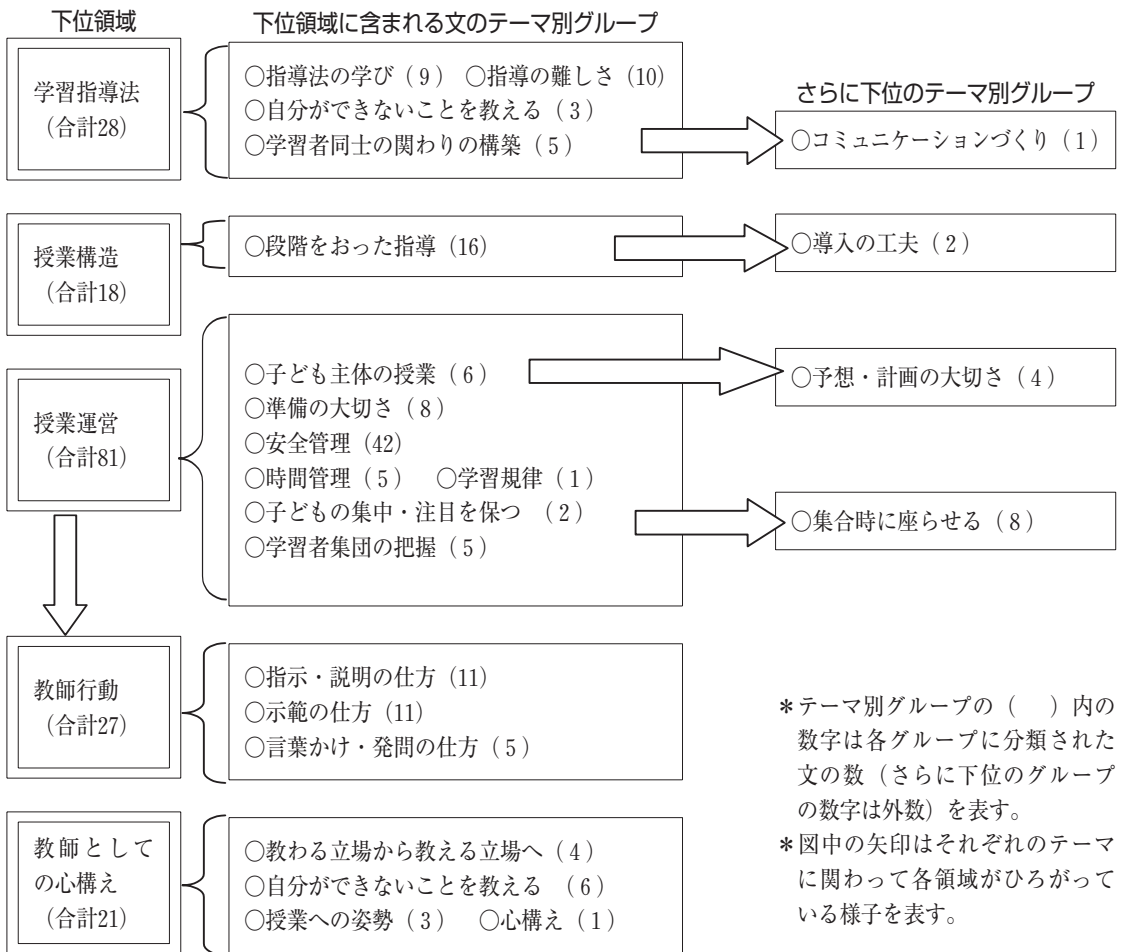 下位領域
下位領域に含まれる文のテーマ別グループ
学習指導法
(合計28)
○指導法の学び（9） ○指導の難しさ（10）
○自分ができないことを教える（3）
○学習者同士の関わりの構築（5）
さらに下位のテーマ別グループ
○コミュニケーションづくり（1）
授業構造
(合計18)
○段階をおった指導（16）
○導入の工夫（2）
授業運営
(合計81)
○子ども主体の授業（6）
○準備の大切さ（8）
○安全管理（42）
○時間管理（5） ○学習規律（1）
○子どもの集中・注目を保つ （2）
○学習者集団の把握（5）
○予想・計画の大切さ（4）
○集合時に座らせる（8）
教師行動
(合計27)
○指示・説明の仕方（11）
○示範の仕方（11）
○言葉かけ・発問の仕方（5）
教師として
の心構え
(合計21)
○教わる立場から教える立場へ（4）
○自分ができないことを教える （6）
○授業への姿勢（3） ○心構え（1）
＊テーマ別グループの（　）内の
数字は各グループに分類された
文の数（さらに下位のグループ
の数字は外数）を表す。
＊図中の矢印はそれぞれのテーマ
に関わって各領域がひろがって
いる様子を表す。